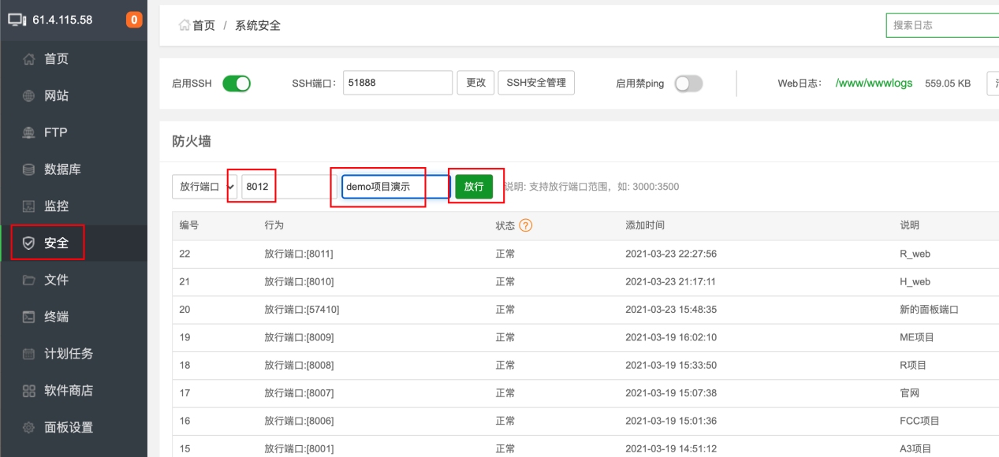 61.4.115.58 0
首页
网站
FTP
数据库
监控
安全
文件
终端
计划任务
软件商店
面板设置
首页 / 系统安全 搜索日志
启用SSH SSH端口: 51888 更改 SSH安全管理 启用禁ping Web日志: /www/wwwlogs 559.05 KB
防火墙
放行端口 8012 demo项目演示 放行 说明: 支持放行端口范围，如: 3000:3500
编号 行为 状态 ? 添加时间 说明
22 放行端口:[8011] 正常 2021-03-23 22:27:56 R_web
21 放行端口:[8010] 正常 2021-03-23 21:17:11 H_web
20 放行端口:[57410] 正常 2021-03-23 15:48:35 新的面板端口
19 放行端口:[8009] 正常 2021-03-19 16:02:10 ME项目
18 放行端口:[8008] 正常 2021-03-19 15:33:50 R项目
17 放行端口:[8007] 正常 2021-03-19 15:07:38 官网
16 放行端口:[8006] 正常 2021-03-19 15:01:36 FCC项目
15 放行端口:[8001] 正常 2021-03-19 14:51:12 A3项目